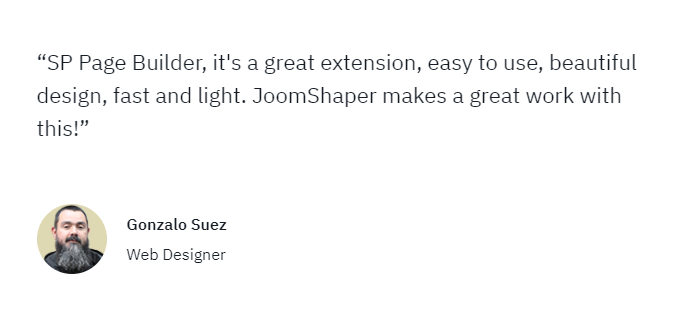 “SP Page Builder, it's a great extension, easy to use, beautiful
design, fast and light. JoomShaper makes a great work with
this!”
Gonzalo Suez
Web Designer